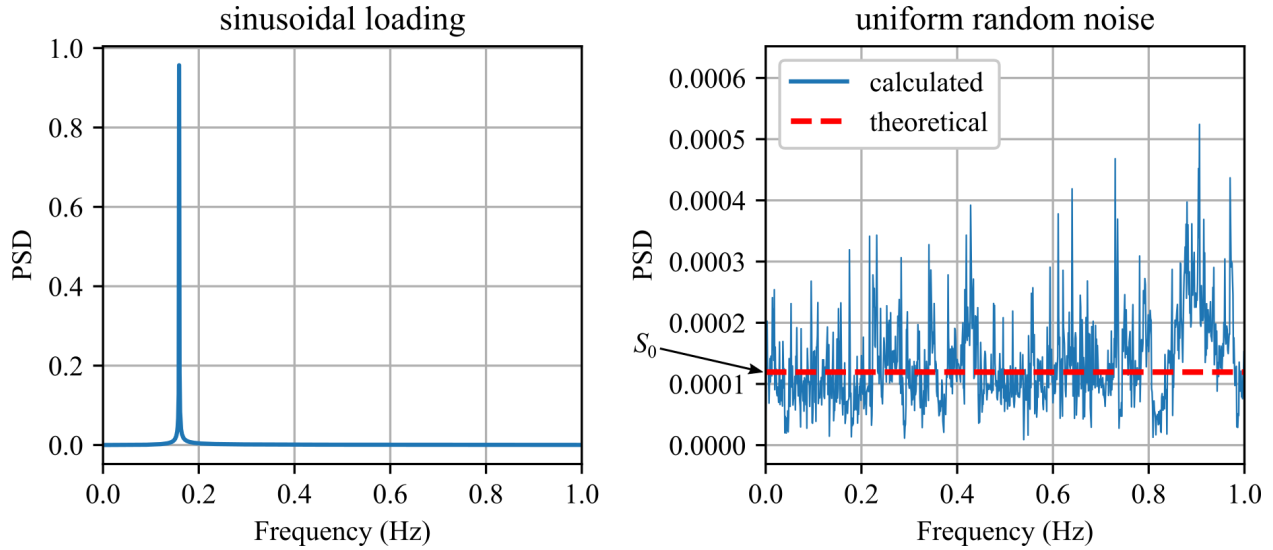 sinusoidal loading
1.0
0.8
0.6
0.4
0.2
0.0
PSD
0.0 0.2 0.4 0.6 0.8 1.0
Frequency (Hz)
uniform random noise
calculated
theoretical
0.0006
0.0005
0.0004
0.0003
0.0002
0.0001
0.0000
PSD
S₀
0.0 0.2 0.4 0.6 0.8 1.0
Frequency (Hz)